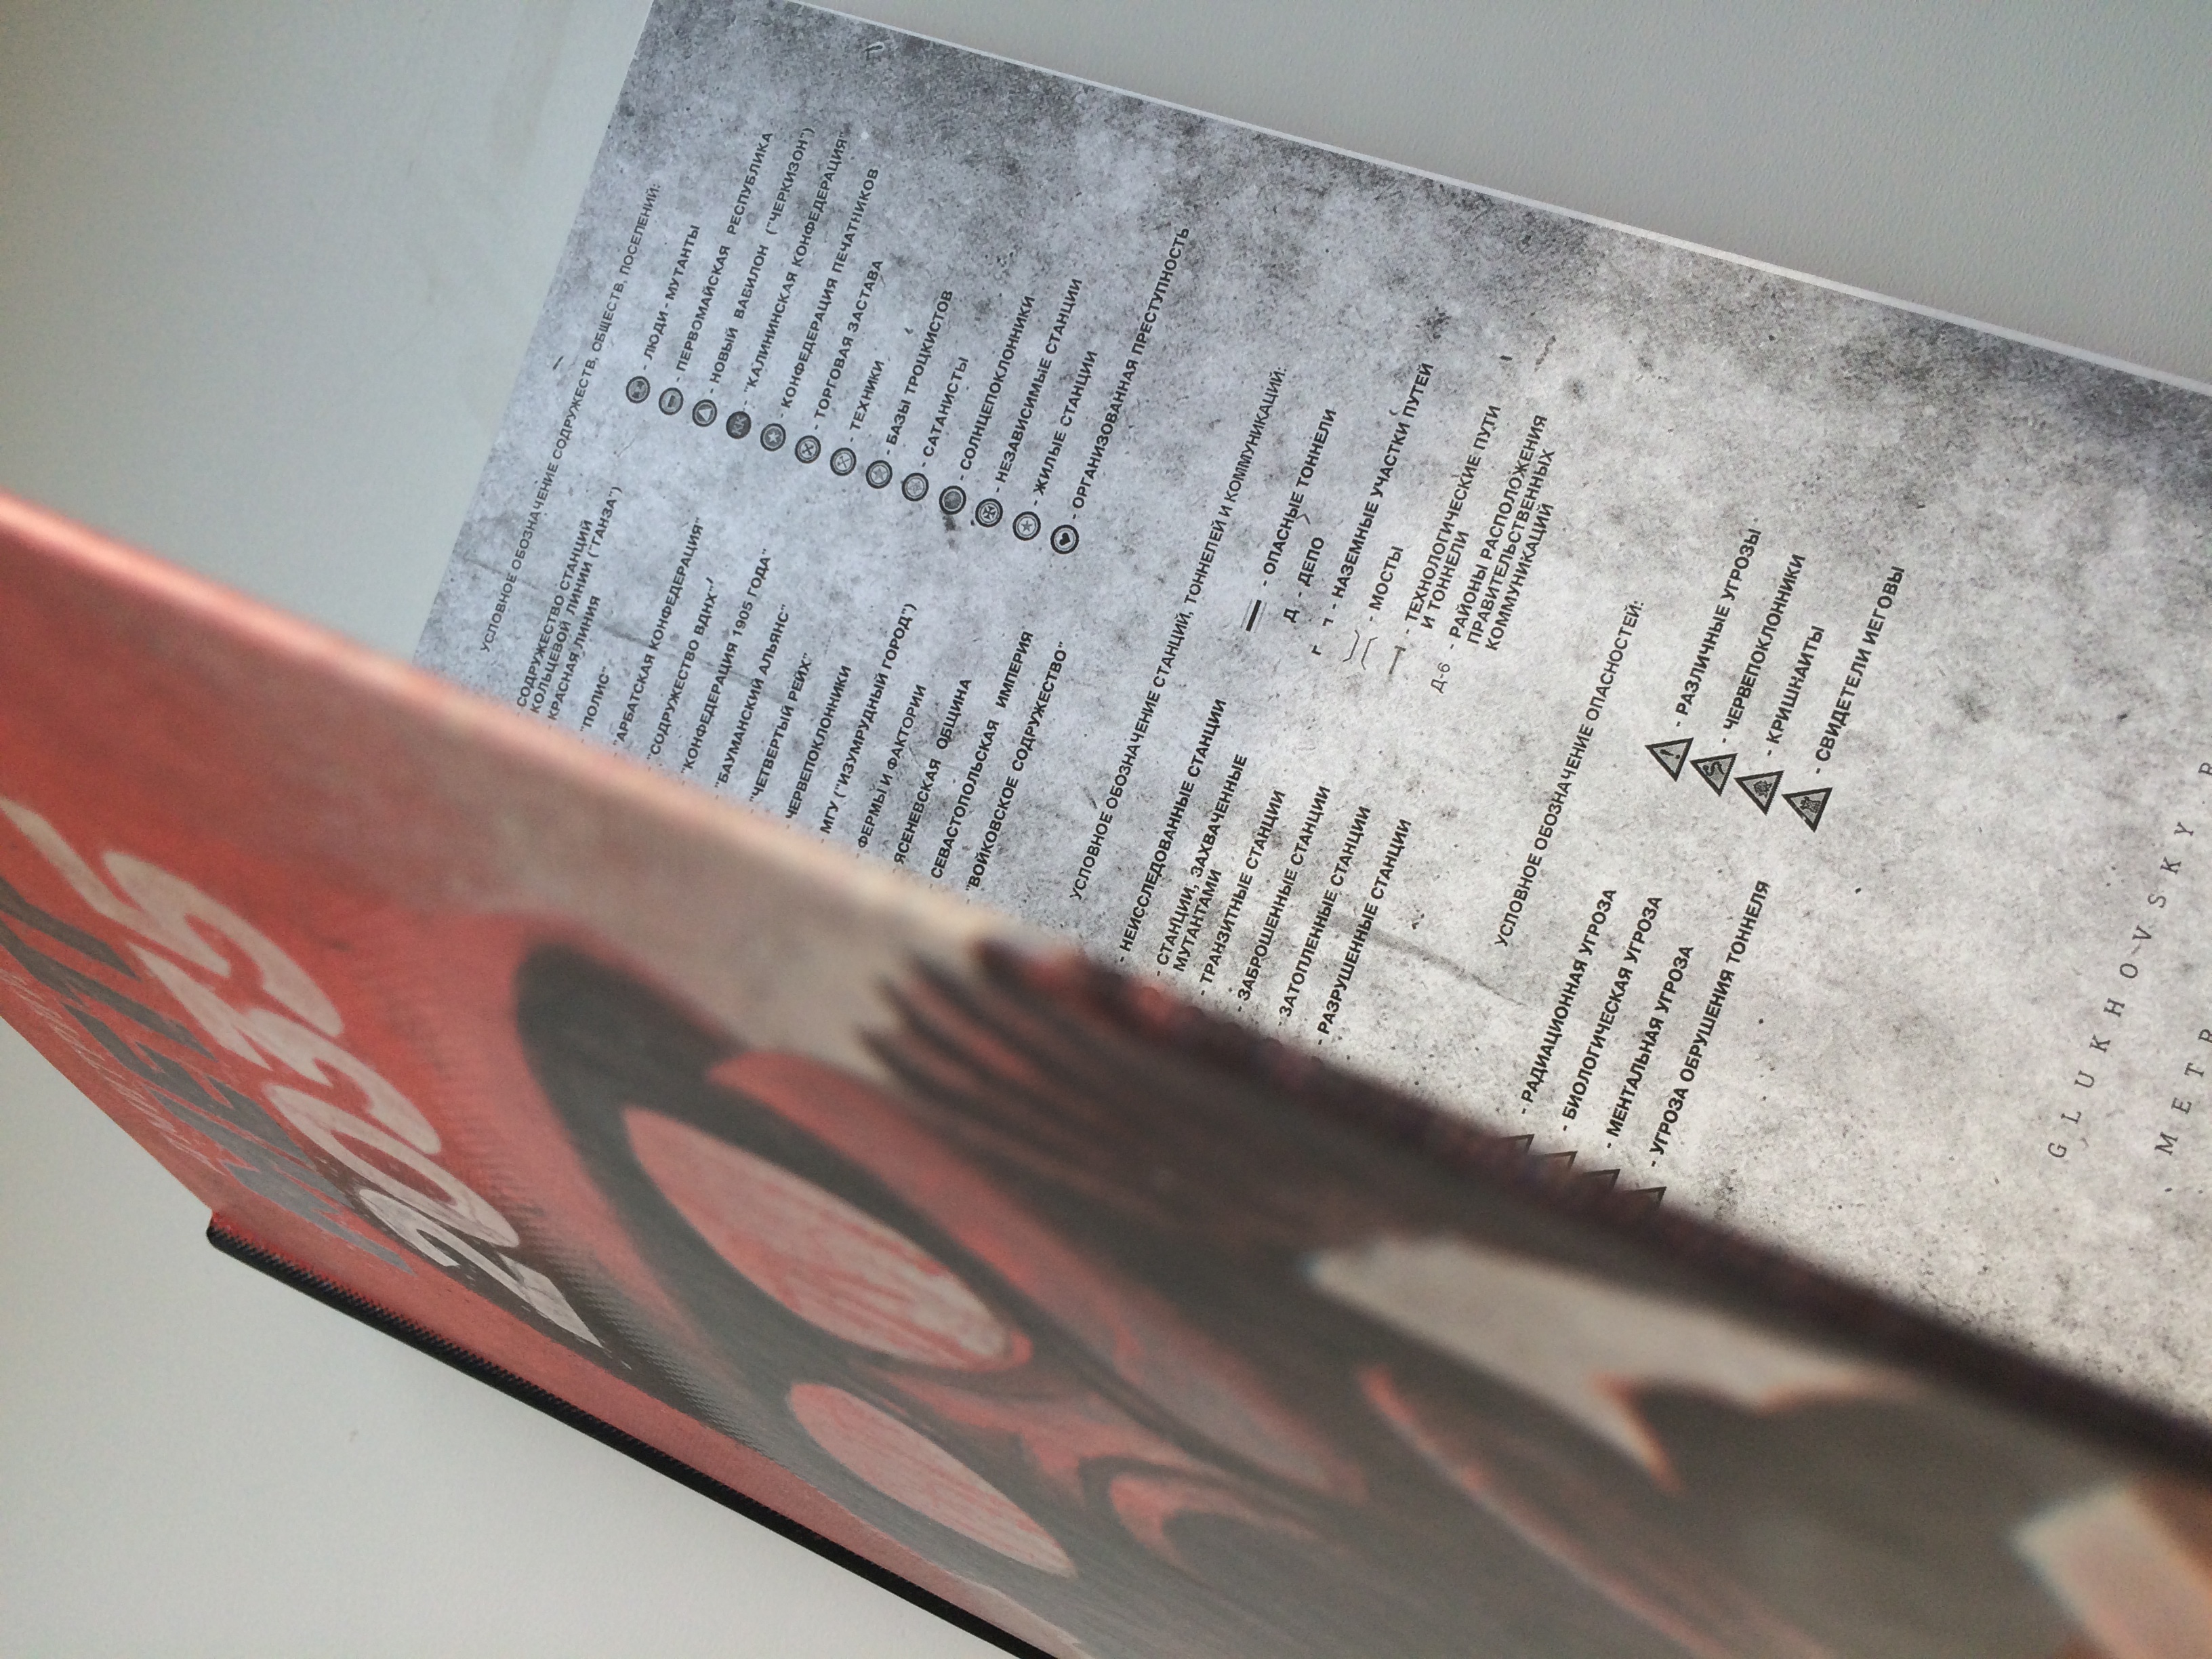 УСЛОВНОЕ ОБОЗНАЧЕНИЕ СОДРУЖЕСТВ, ОБЩЕСТВ, ПОСЕЛЕНИЙ:
СОДРУЖЕСТВО СТАНЦИЙ
КОЛЬЦЕВОЙ ЛИНИИ ("ГАНЗА")
КРАСНАЯ ЛИНИЯ
"ПОЛИС"
"АРБАТСКАЯ КОНФЕДЕРАЦИЯ"
"СОДРУЖЕСТВО ВДНХ"
"КОНФЕДЕРАЦИЯ 1905 ГОДА"
"БАУМАНСКИЙ АЛЬЯНС"
"ЧЕТВЕРТЫЙ РЕЙХ"
ЧЕРВЕПОКЛОННИКИ
МГУ ("ИЗУМРУДНЫЙ ГОРОД")
ФЕРМЫ И ФАКТОРИИ
ЯСЕНЕВСКАЯ ОБЩИНА
СЕВАСТОПОЛЬСКАЯ ИМПЕРИЯ
"ВОЙКОВСКОЕ СОДРУЖЕСТВО"
- ЛЮДИ - МУТАНТЫ
- ПЕРВОМАЙСКАЯ РЕСПУБЛИКА
- НОВЫЙ ВАБИЛОН ("ЧЕРКИЗОН")
- "КАЛИНИНСКАЯ КОНФЕДЕРАЦИЯ"
- КОНФЕДЕРАЦИЯ ПЕЧАТНИКОВ
- ТОРГОВАЯ ЗАСТАВА
- ТЕХНИКИ
- БАЗЫ ТРОЦКИСТОВ
- САТАНИСТЫ
- СОЛНЦЕПОКЛОННИКИ
- НЕЗАВИСИМЫЕ СТАНЦИИ
- ЖИЛЫЕ СТАНЦИИ
- ОРГАНИЗОВАННАЯ ПРЕСТУПНОСТЬ
УСЛОВНОЕ ОБОЗНАЧЕНИЕ СТАНЦИЙ, ТОННЕЛЕЙ И КОММУНИКАЦИЙ:
- НЕИССЛЕДОВАННЫЕ СТАНЦИИ
- СТАНЦИИ, ЗАХВАЧЕННЫЕ
МУТАНТАМИ
- ТРАНЗИТНЫЕ СТАНЦИИ
- ЗАБРОШЕННЫЕ СТАНЦИИ
- ЗАТОПЛЕННЫЕ СТАНЦИИ
- РАЗРУШЕННЫЕ СТАНЦИИ
- ОПАСНЫЕ ТОННЕЛИ
Д - ДЕПО
- НАЗЕМНЫЕ УЧАСТКИ ПУТЕЙ
- МОСТЫ
- ТЕХНОЛОГИЧЕСКИЕ ПУТИ
И ТОННЕЛИ
Д-6 - РАЙОНЫ РАСПОЛОЖЕНИЯ
ПРАВИТЕЛЬСТВЕННЫХ
КОММУНИКАЦИЙ
УСЛОВНОЕ ОБОЗНАЧЕНИЕ ОПАСНОСТЕЙ:
- РАДИАЦИОННАЯ УГРОЗА
- БИОЛОГИЧЕСКАЯ УГРОЗА
- МЕНТАЛЬНАЯ УГРОЗА
- УГРОЗА ОБРУШЕНИЯ ТОННЕЛЯ
- РАЗЛИЧНЫЕ УГРОЗЫ
- ЧЕРВЕПОКЛОННИКИ
- КРИШНАИТЫ
- СВИДЕТЕЛИ ИЕГОВЫ
GLUKHOVSKY
METR
2035